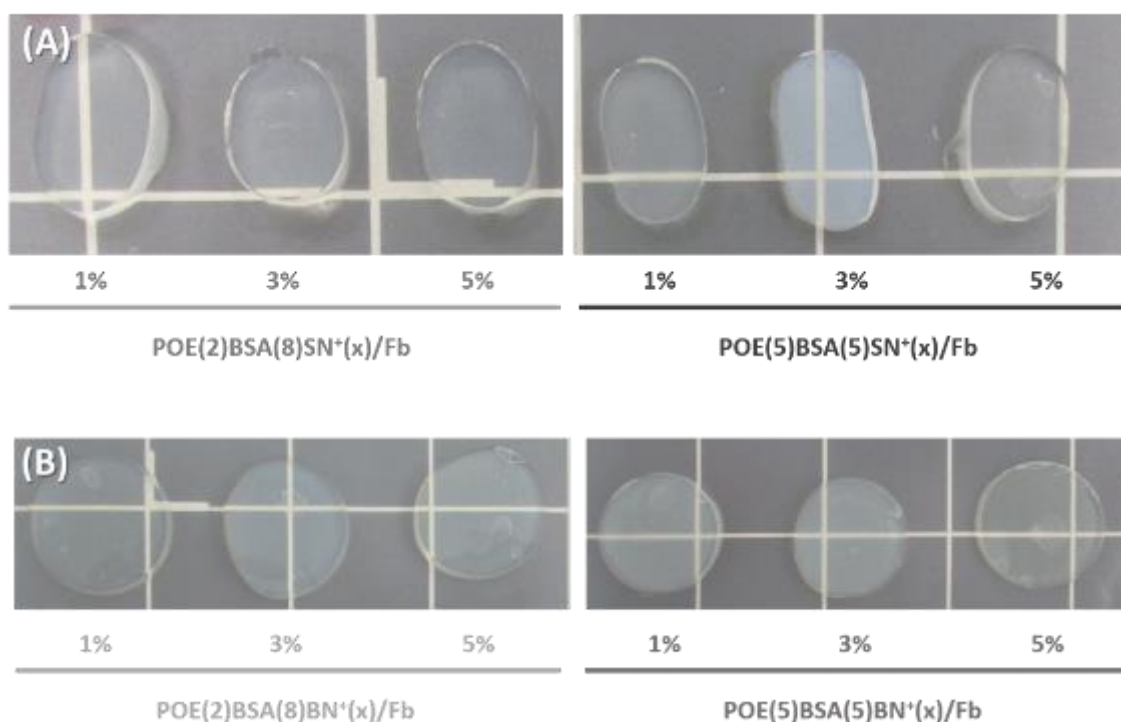 (A)
1% 3% 5% 1% 3% 5%
POE(2)BSA(8)SN⁺(x)/Fb POE(5)BSA(5)SN⁺(x)/Fb
(B)
1% 3% 5% 1% 3% 5%
POE(2)BSA(8)BN⁺(x)/Fb POE(5)BSA(5)BN⁺(x)/Fb